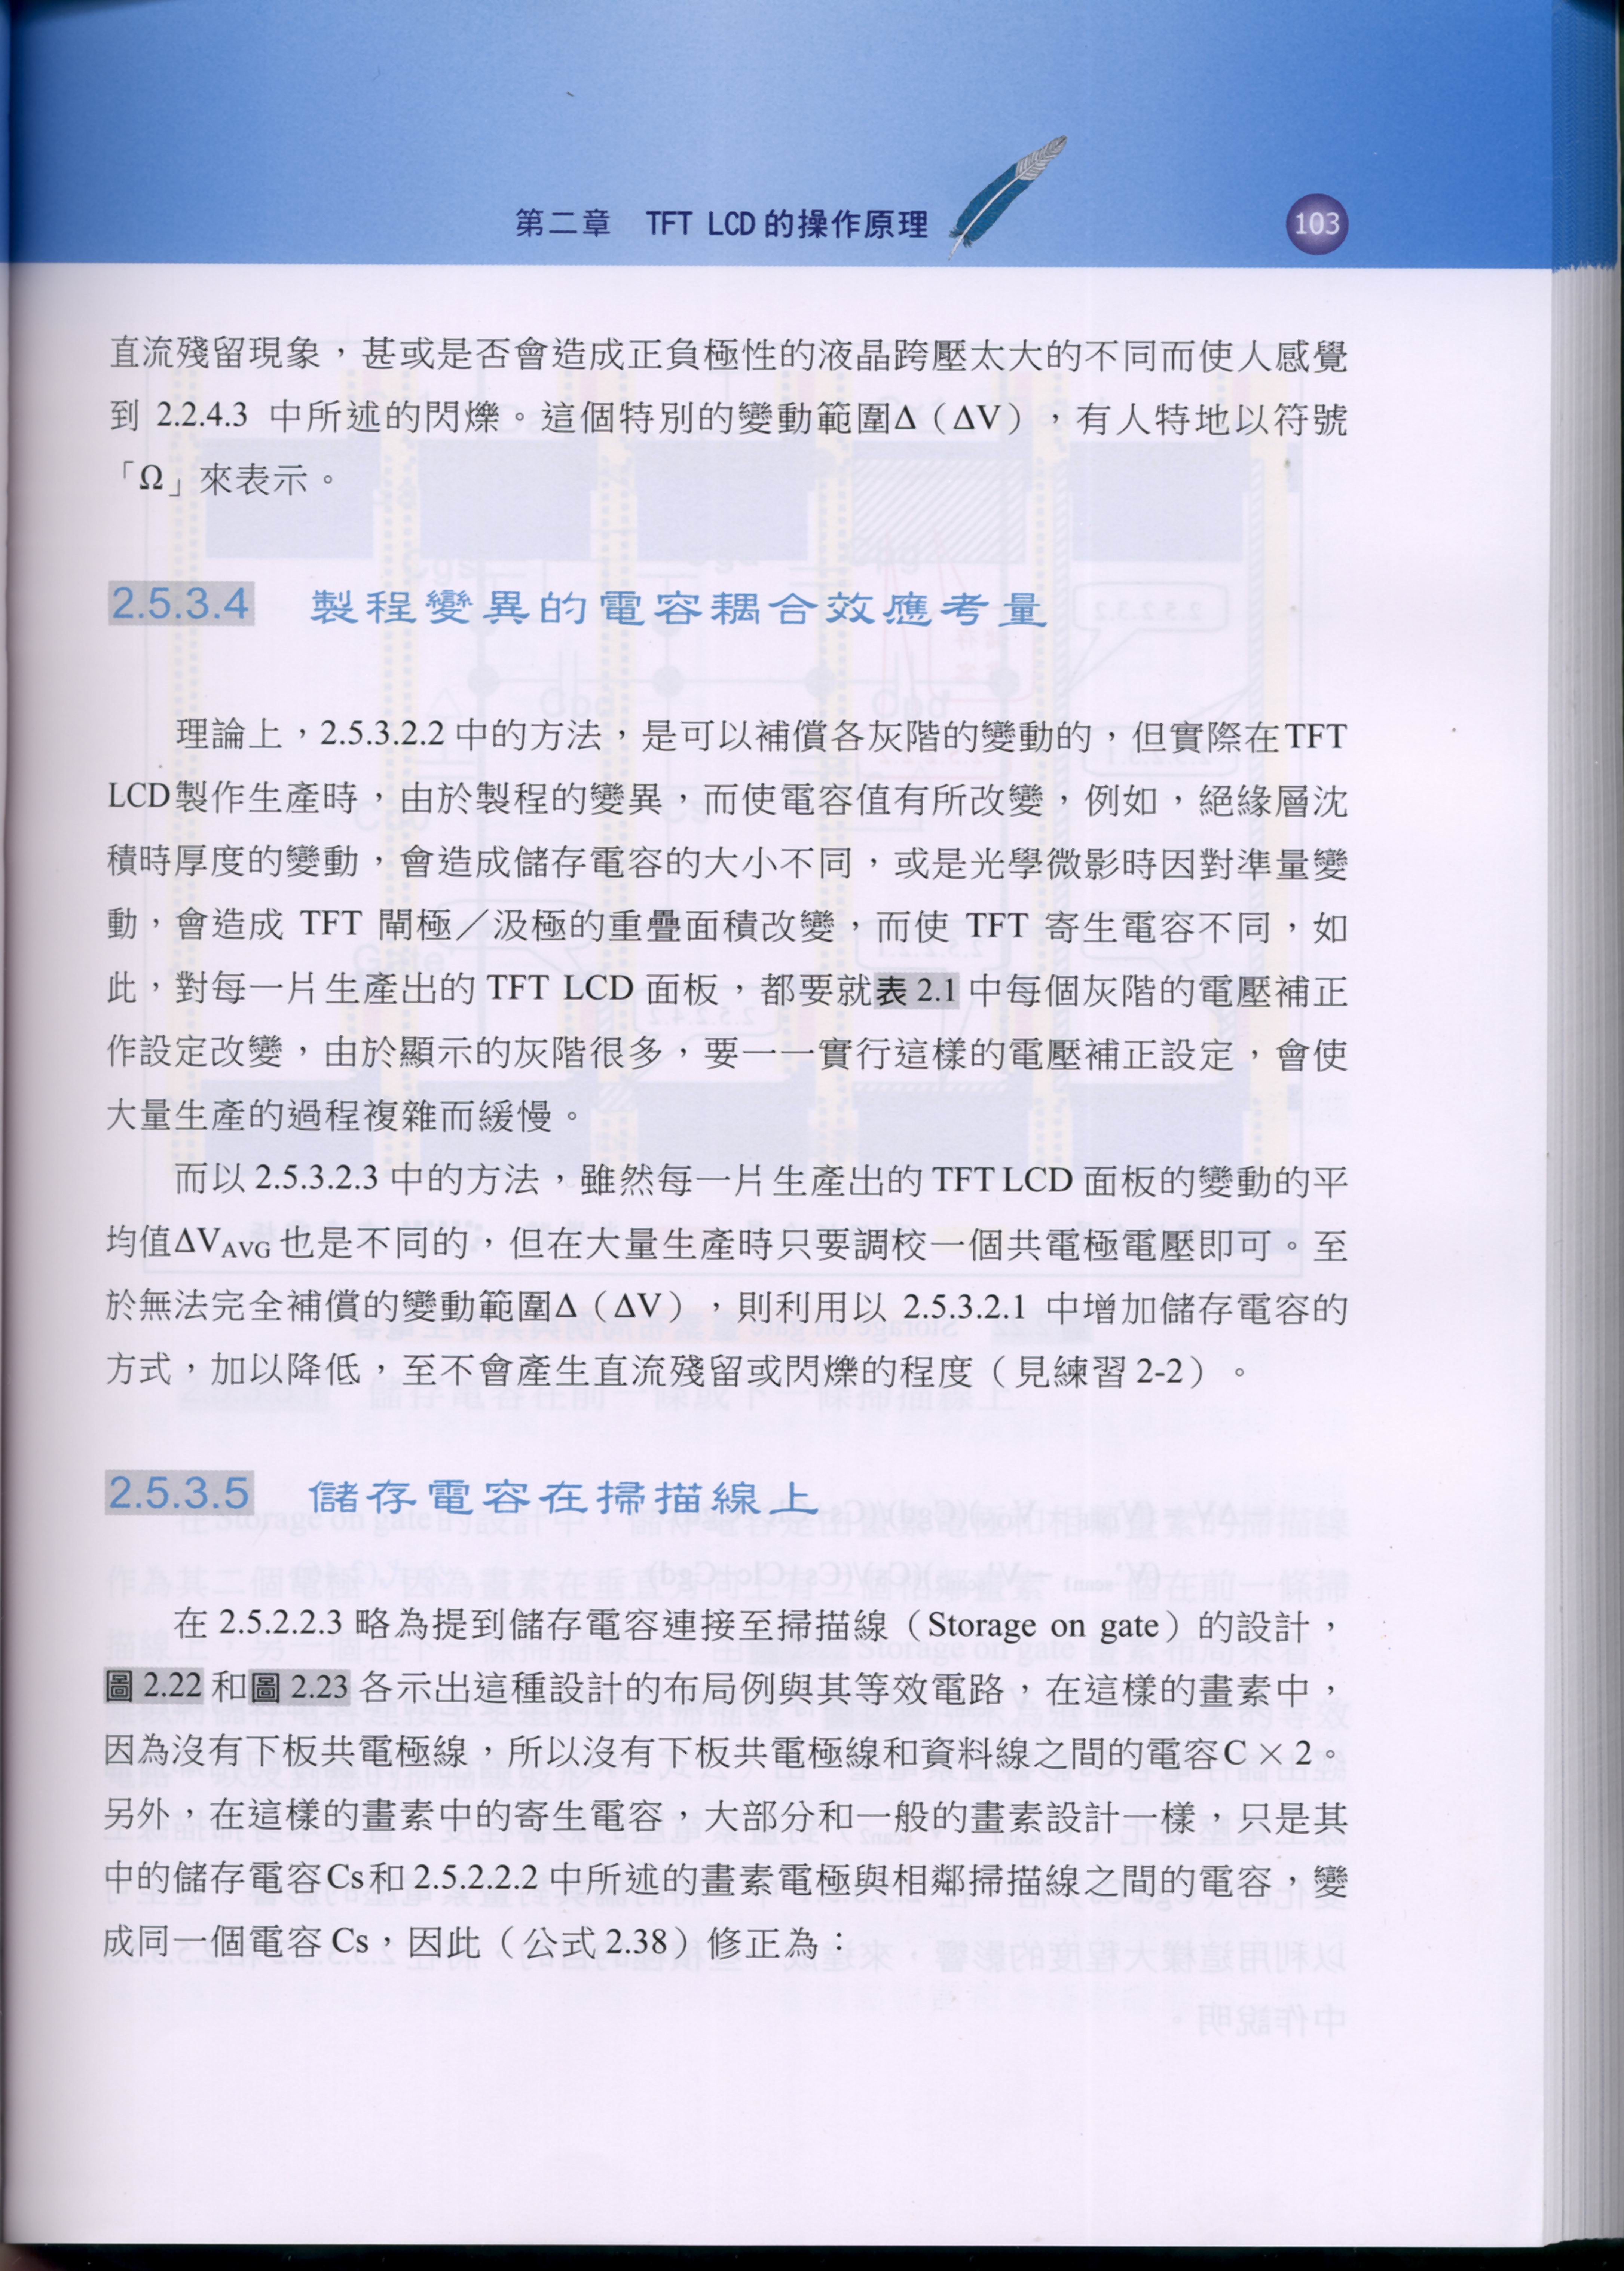 第二章　TFT LCD的操作原理
103
直流殘留現象，甚或是否會造成正負極性的液晶跨壓太大的不同而使人感覺
到 2.2.4.3 中所述的閃爍。這個特別的變動範圍Δ（ΔV），有人特地以符號
「Ω」來表示。
2.5.3.4　製程變異的電容耦合效應考量
理論上，2.5.3.2.2 中的方法，是可以補償各灰階的變動的，但實際在TFT
LCD製作生產時，由於製程的變異，而使電容值有所改變，例如，絕緣層沈
積時厚度的變動，會造成儲存電容的大小不同，或是光學微影時因對準量變
動，會造成 TFT 閘極／汲極的重疊面積改變，而使 TFT 寄生電容不同，如
此，對每一片生產出的 TFT LCD 面板，都要就表 2.1 中每個灰階的電壓補正
作設定改變，由於顯示的灰階很多，要一一實行這樣的電壓補正設定，會使
大量生產的過程複雜而緩慢。
而以 2.5.3.2.3 中的方法，雖然每一片生產出的 TFT LCD 面板的變動的平
均值ΔVAVG也是不同的，但在大量生產時只要調校一個共電極電壓即可。至
於無法完全補償的變動範圍Δ（ΔV），則利用以 2.5.3.2.1 中增加儲存電容的
方式，加以降低，至不會產生直流殘留或閃爍的程度（見練習 2-2）。
2.5.3.5　儲存電容在掃描線上
在 2.5.2.2.3 略為提到儲存電容連接至掃描線（Storage on gate）的設計，
圖 2.22 和圖 2.23 各示出這種設計的布局例與其等效電路，在這樣的畫素中，
因為沒有下板共電極線，所以沒有下板共電極線和資料線之間的電容C × 2。
另外，在這樣的畫素中的寄生電容，大部分和一般的畫素設計一樣，只是其
中的儲存電容Cs和 2.5.2.2.2 中所述的畫素電極與相鄰掃描線之間的電容，變
成同一個電容 Cs，因此（公式 2.38）修正為：